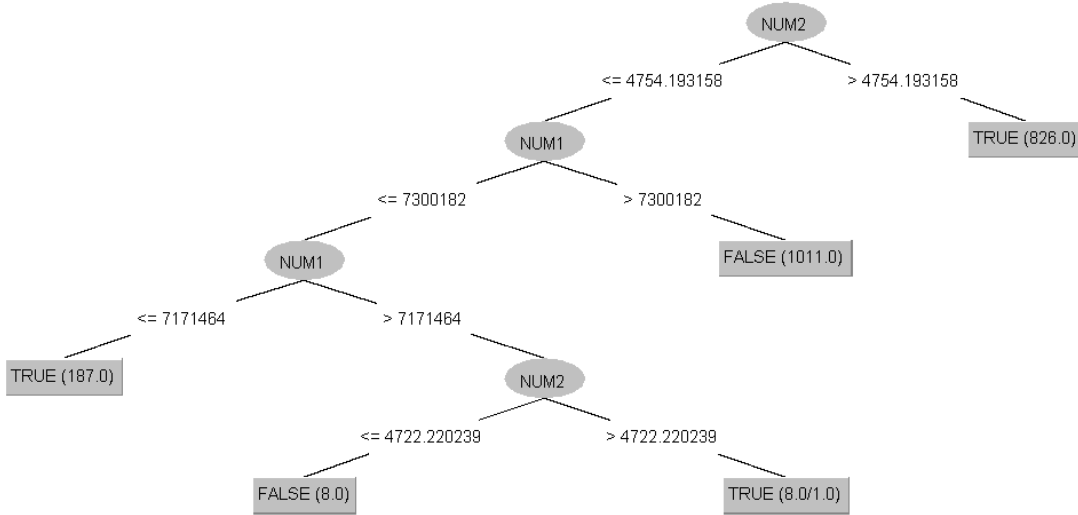 NUM2
<= 4754.193158
> 4754.193158
NUM1
TRUE (826.0)
<= 7300182
> 7300182
NUM1
FALSE (1011.0)
<= 7171464
> 7171464
TRUE (187.0)
NUM2
<= 4722.220239
> 4722.220239
FALSE (8.0)
TRUE (8.0/1.0)